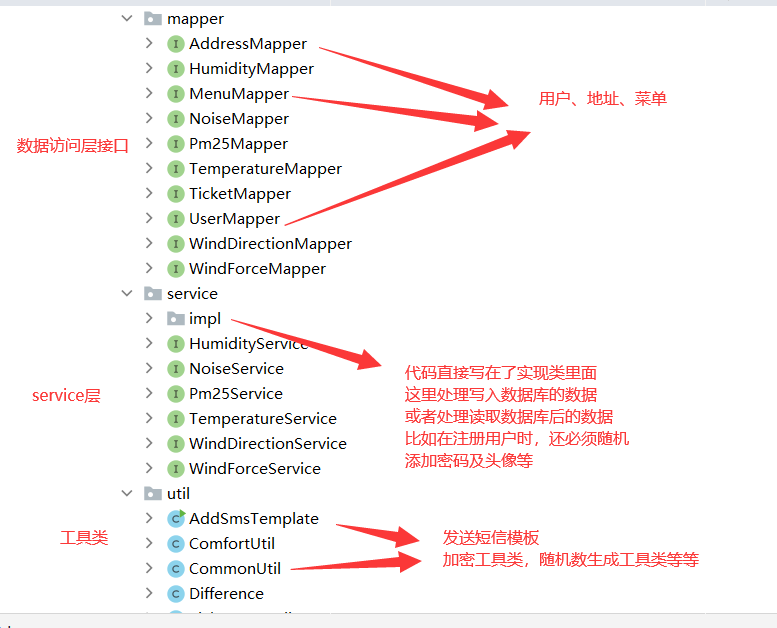 mapper
AddressMapper
HumidityMapper
用户、地址、菜单
MenuMapper
NoiseMapper
数据访问层接口
Pm25Mapper
TemperatureMapper
TicketMapper
UserMapper
WindDirectionMapper
WindForceMapper
service
impl
HumidityService
NoiseService
代码直接写在了实现类里面
service层
Pm25Service
这里处理写入数据库的数据
TemperatureService
或者处理读取数据库后的数据
WindDirectionService
比如在注册用户时，还必须随机
WindForceService
添加密码及头像等
util
AddSmsTemplate
工具类
ComfortUtil
发送短信模板
CommonUtil
加密工具类，随机数生成工具类等等
Difference